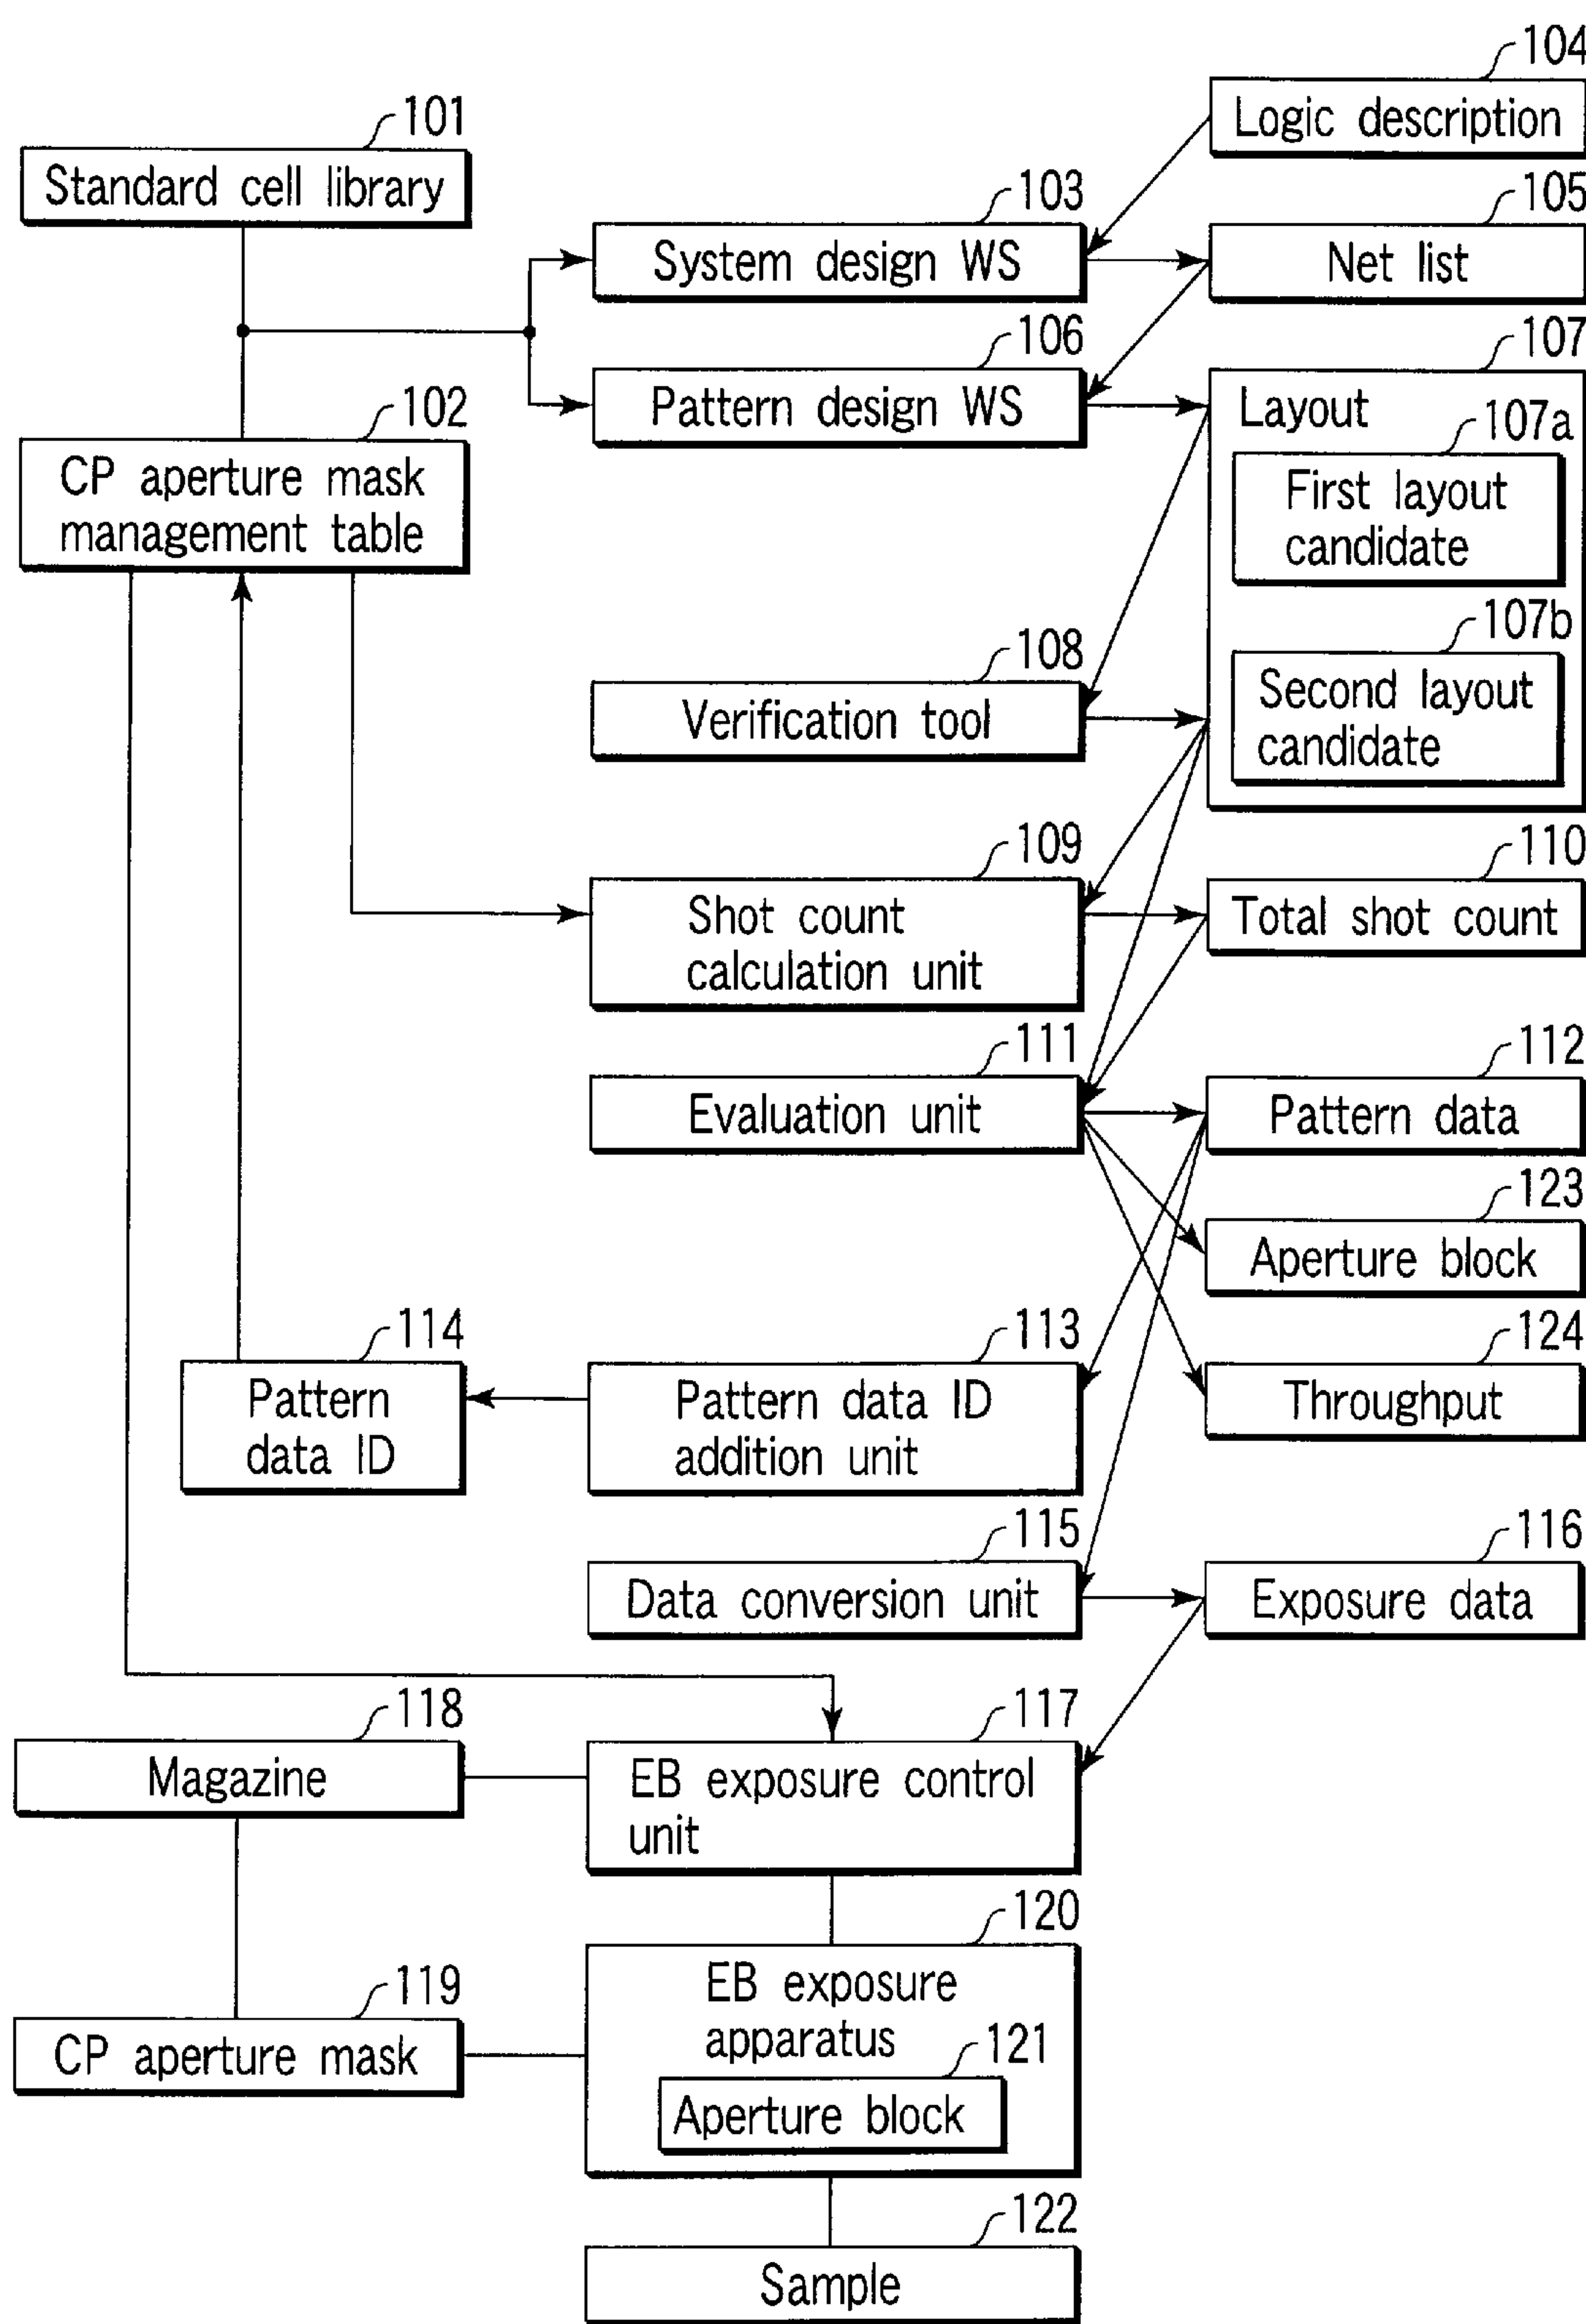 104
Logic description
101
Standard cell library
103
System design WS
105
Net list
106
Pattern design WS
107
Layout
107a
First layout
candidate
102
CP aperture mask
management table
107b
Second layout
candidate
108
Verification tool
109
Shot count
calculation unit
110
Total shot count
111
Evaluation unit
112
Pattern data
123
Aperture block
114
Pattern
data ID
113
Pattern data ID
addition unit
124
Throughput
115
Data conversion unit
116
Exposure data
118
Magazine
117
EB exposure control
unit
120
EB exposure
apparatus
119
CP aperture mask
121
Aperture block
122
Sample